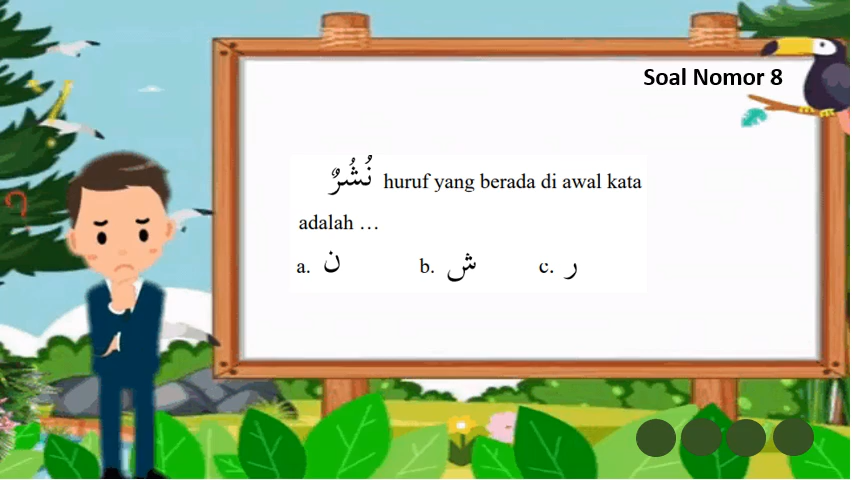 Soal Nomor 8
نُشُرٌ huruf yang berada di awal kata
adalah …
a. ن b. ش c. ر